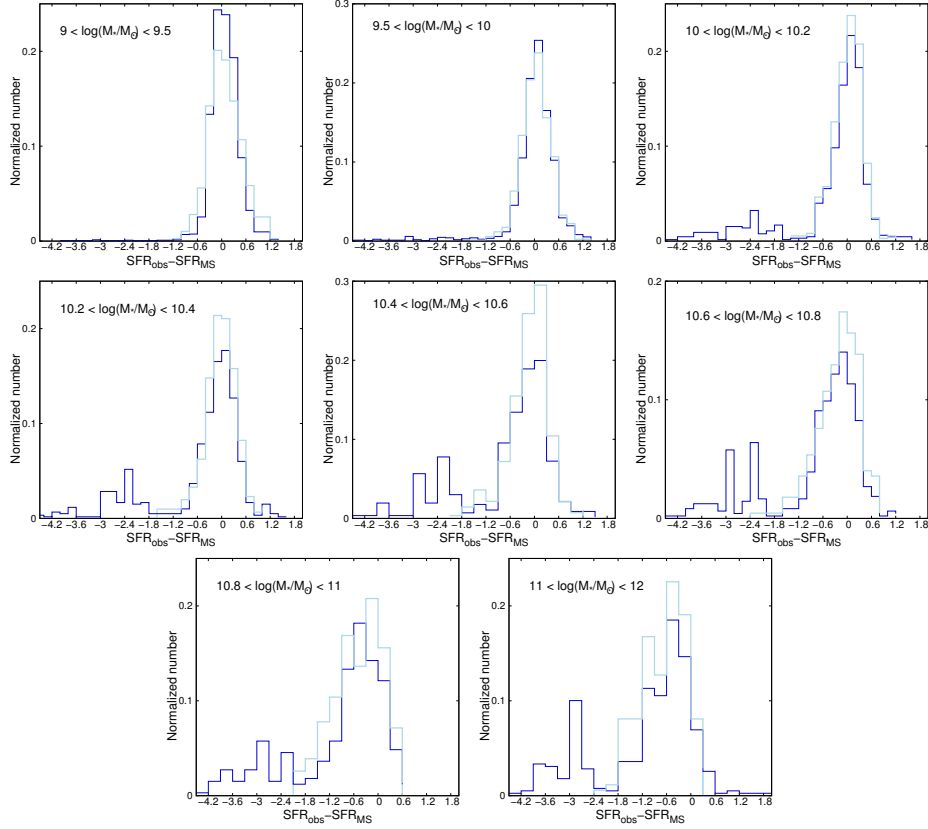 9 < log(M*/M⊙) < 9.5
Normalized number
0.2
0.1
0
-4.2 -3.6 -3 -2.4 -1.8 -1.2 -0.6 0 0.6 1.2 1.8
SFRobs-SFRMS
9.5 < log(M*/M⊙) < 10
Normalized number
0.3
0.2
0.1
0
-4.2 -3.6 -3 -2.4 -1.8 -1.2 -0.6 0 0.6 1.2 1.8
SFRobs-SFRMS
10 < log(M*/M⊙) < 10.2
Normalized number
0.2
0.1
0
-4.2 -3.6 -3 -2.4 -1.8 -1.2 -0.6 0 0.6 1.2 1.8
SFRobs-SFRMS
10.2 < log(M*/M⊙) < 10.4
Normalized number
0.2
0.1
0
-4.2 -3.6 -3 -2.4 -1.8 -1.2 -0.6 0 0.6 1.2 1.8
SFRobs-SFRMS
10.4 < log(M*/M⊙) < 10.6
Normalized number
0.3
0.2
0.1
0
-4.2 -3.6 -3 -2.4 -1.8 -1.2 -0.6 0 0.6 1.2 1.8
SFRobs-SFRMS
10.6 < log(M*/M⊙) < 10.8
Normalized number
0.2
0.1
0
-4.2 -3.6 -3 -2.4 -1.8 -1.2 -0.6 0 0.6 1.2 1.8
SFRobs-SFRMS
10.8 < log(M*/M⊙) < 11
Normalized number
0.2
0.1
0
-4.2 -3.6 -3 -2.4 -1.8 -1.2 -0.6 0 0.6 1.2 1.8
SFRobs-SFRMS
11 < log(M*/M⊙) < 12
Normalized number
0.2
0.1
0
-4.2 -3.6 -3 -2.4 -1.8 -1.2 -0.6 0 0.6 1.2 1.8
SFRobs-SFRMS